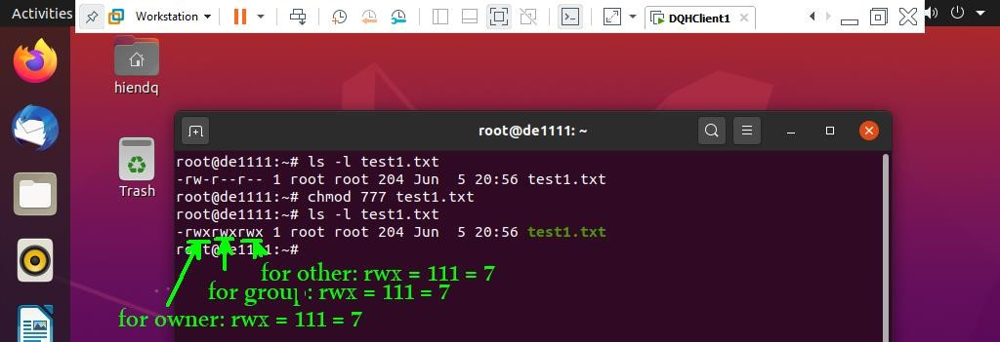 Activities
Workstation
DQHClient1
hiendq
Trash
root@de1111: ~
root@de1111:~# ls -l test1.txt
-rw-r--r-- 1 root root 204 Jun  5 20:56 test1.txt
root@de1111:~# chmod 777 test1.txt
root@de1111:~# ls -l test1.txt
-rwxrwxrwx 1 root root 204 Jun  5 20:56 test1.txt
root@de1111:~#
for other: rwx = 111 = 7
for group: rwx = 111 = 7
for owner: rwx = 111 = 7